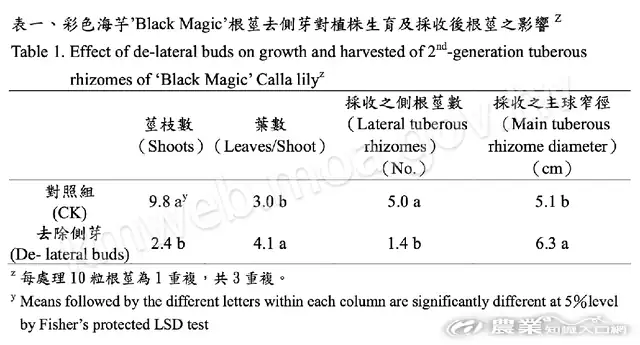 表一、彩色海芋'Black Magic'根莖去側芽對植株生育及採收後根莖之影響 z
Table 1. Effect of de-lateral buds on growth and harvested of 2nd-generation tuberous
rhizomes of ‘Black Magic’ Calla lilyz
莖枝數 葉數 採收之側根莖數 採收之主球窄徑
(Shoots) (Leaves/Shoot) (Lateral tuberous rhizomes) (Main tuberous rhizome diameter)
(No.) (cm)
對照組
(CK) 9.8 ay 3.0 b 5.0 a 5.1 b
去除側芽
(De- lateral buds) 2.4 b 4.1 a 1.4 b 6.3 a
z 每處理10粒根莖為1重複，共3重複。
y Means followed by the different letters within each column are significantly different at 5%level
by Fisher's protected LSD test
kmweb.moa.gov.tw
農業知識入口網